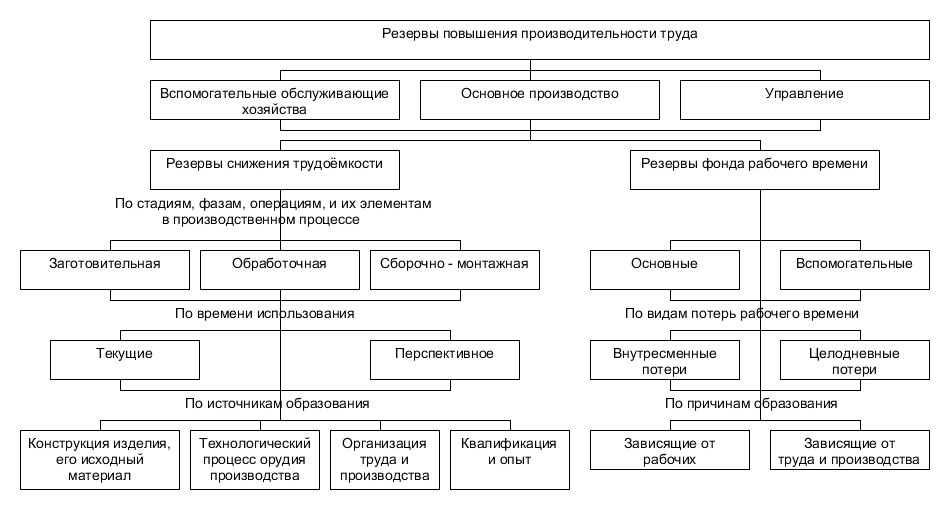 Резервы повышения производительности труда
Вспомогательные обслуживающие
хозяйства
Основное производство
Управление
Резервы снижения трудоёмкости
Резервы фонда рабочего времени
По стадиям, фазам, операциям, и их элементам
в производственном процессе
Заготовительная
Обработочная
Сборочно - монтажная
Основные
Вспомогательные
По времени использования
По видам потерь рабочего времени
Текущие
Перспективное
Внутресменные
потери
Целодневные
потери
По источникам образования
По причинам образования
Конструкция изделия,
его исходный
материал
Технологический
процесс орудия
производства
Организация
труда и
производства
Квалификация
и опыт
Зависящие от
рабочих
Зависящие от
труда и производства